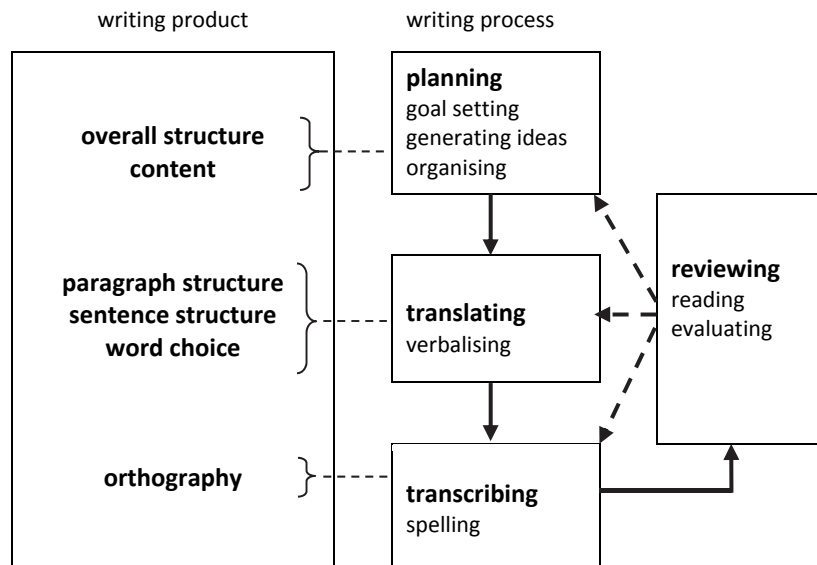 writing product
writing process
overall structure
content
paragraph structure
sentence structure
word choice
orthography
planning
goal setting
generating ideas
organising
translating
verbalising
transcribing
spelling
reviewing
reading
evaluating